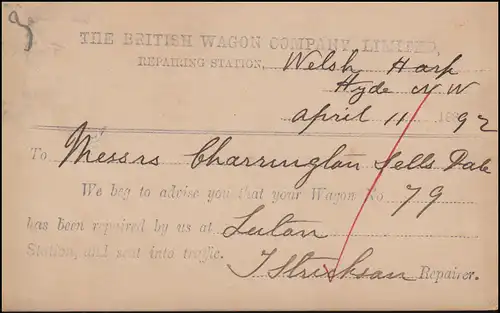 THE BRITISH WAGON COMPANY, LIMITED,
REPAIRING STATION, Welsh Harp
Hyde N W
April 11 1892
To Messrs Charrington Sells Dale
We beg to advise you that your Wagon No 79
has been repaired by us at Luton
Station, and sent into traffic.
Repairer.